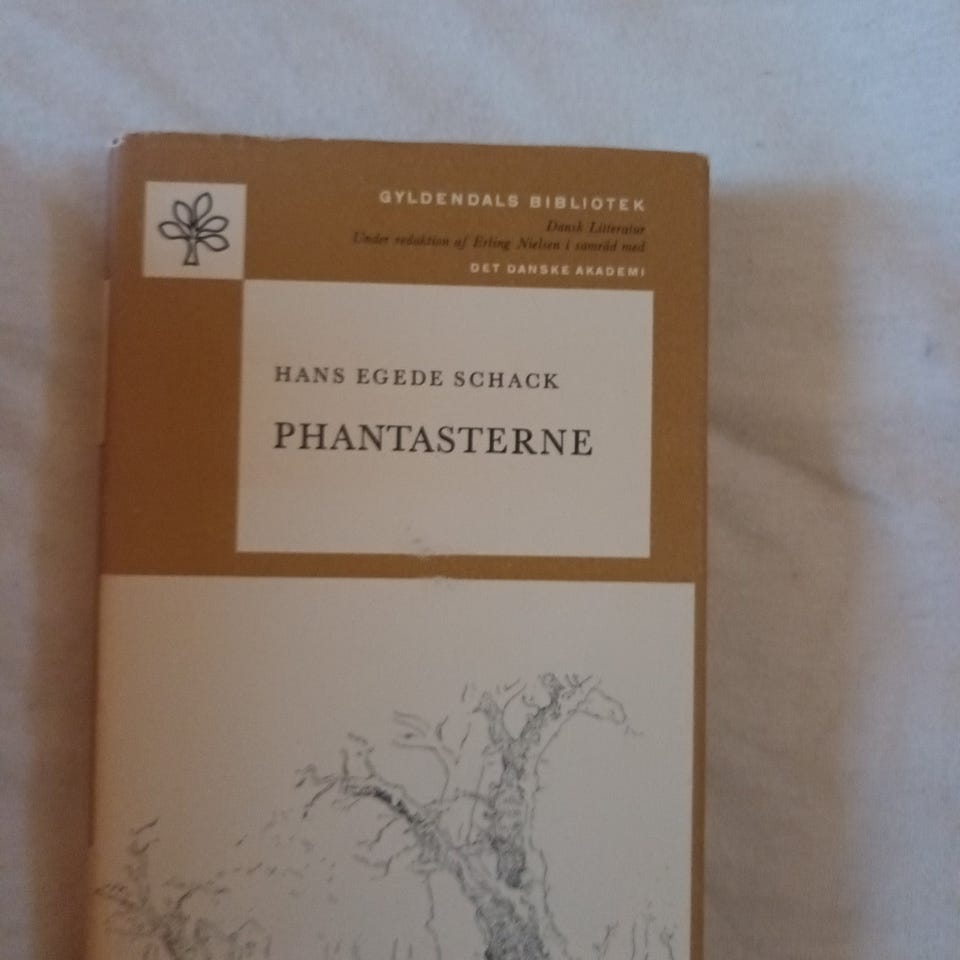 GYLDENDALS BIBLIOTEK
Dansk Litteratur
Under redaktion af Erling Nielsen i samråd med
DET DANSKE AKADEMI
HANS EGEDE SCHACK
PHANTASTERNE